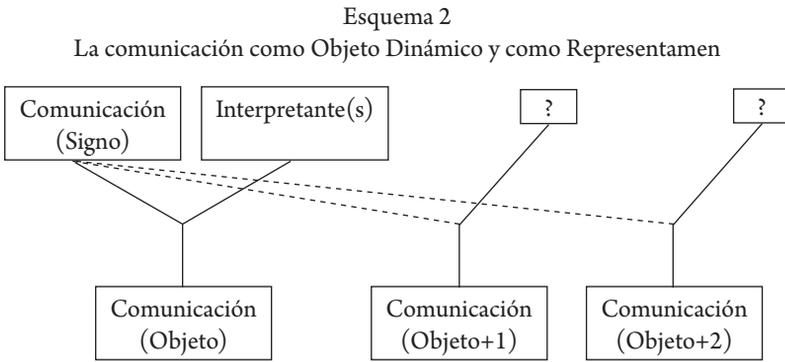 Esquema 2
La comunicación como Objeto Dinámico y como Representamen
Comunicación
(Signo)
Interpretante(s)
?
?
Comunicación
(Objeto)
Comunicación
(Objeto+1)
Comunicación
(Objeto+2)